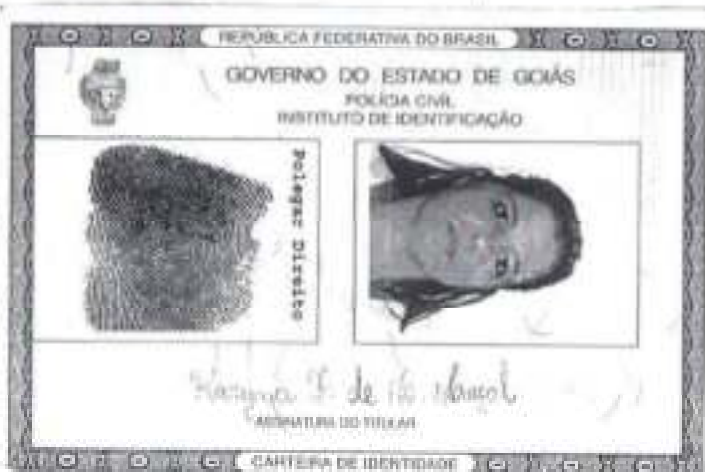 REPÚBLICA FEDERATIVA DO BRASIL
GOVERNO DO ESTADO DE GOIÁS
POLÍCIA CIVIL
INSTITUTO DE IDENTIFICAÇÃO
Polegar Direito
de
ASSINATURA DO TITULAR
CARTEIRA DE IDENTIDADE